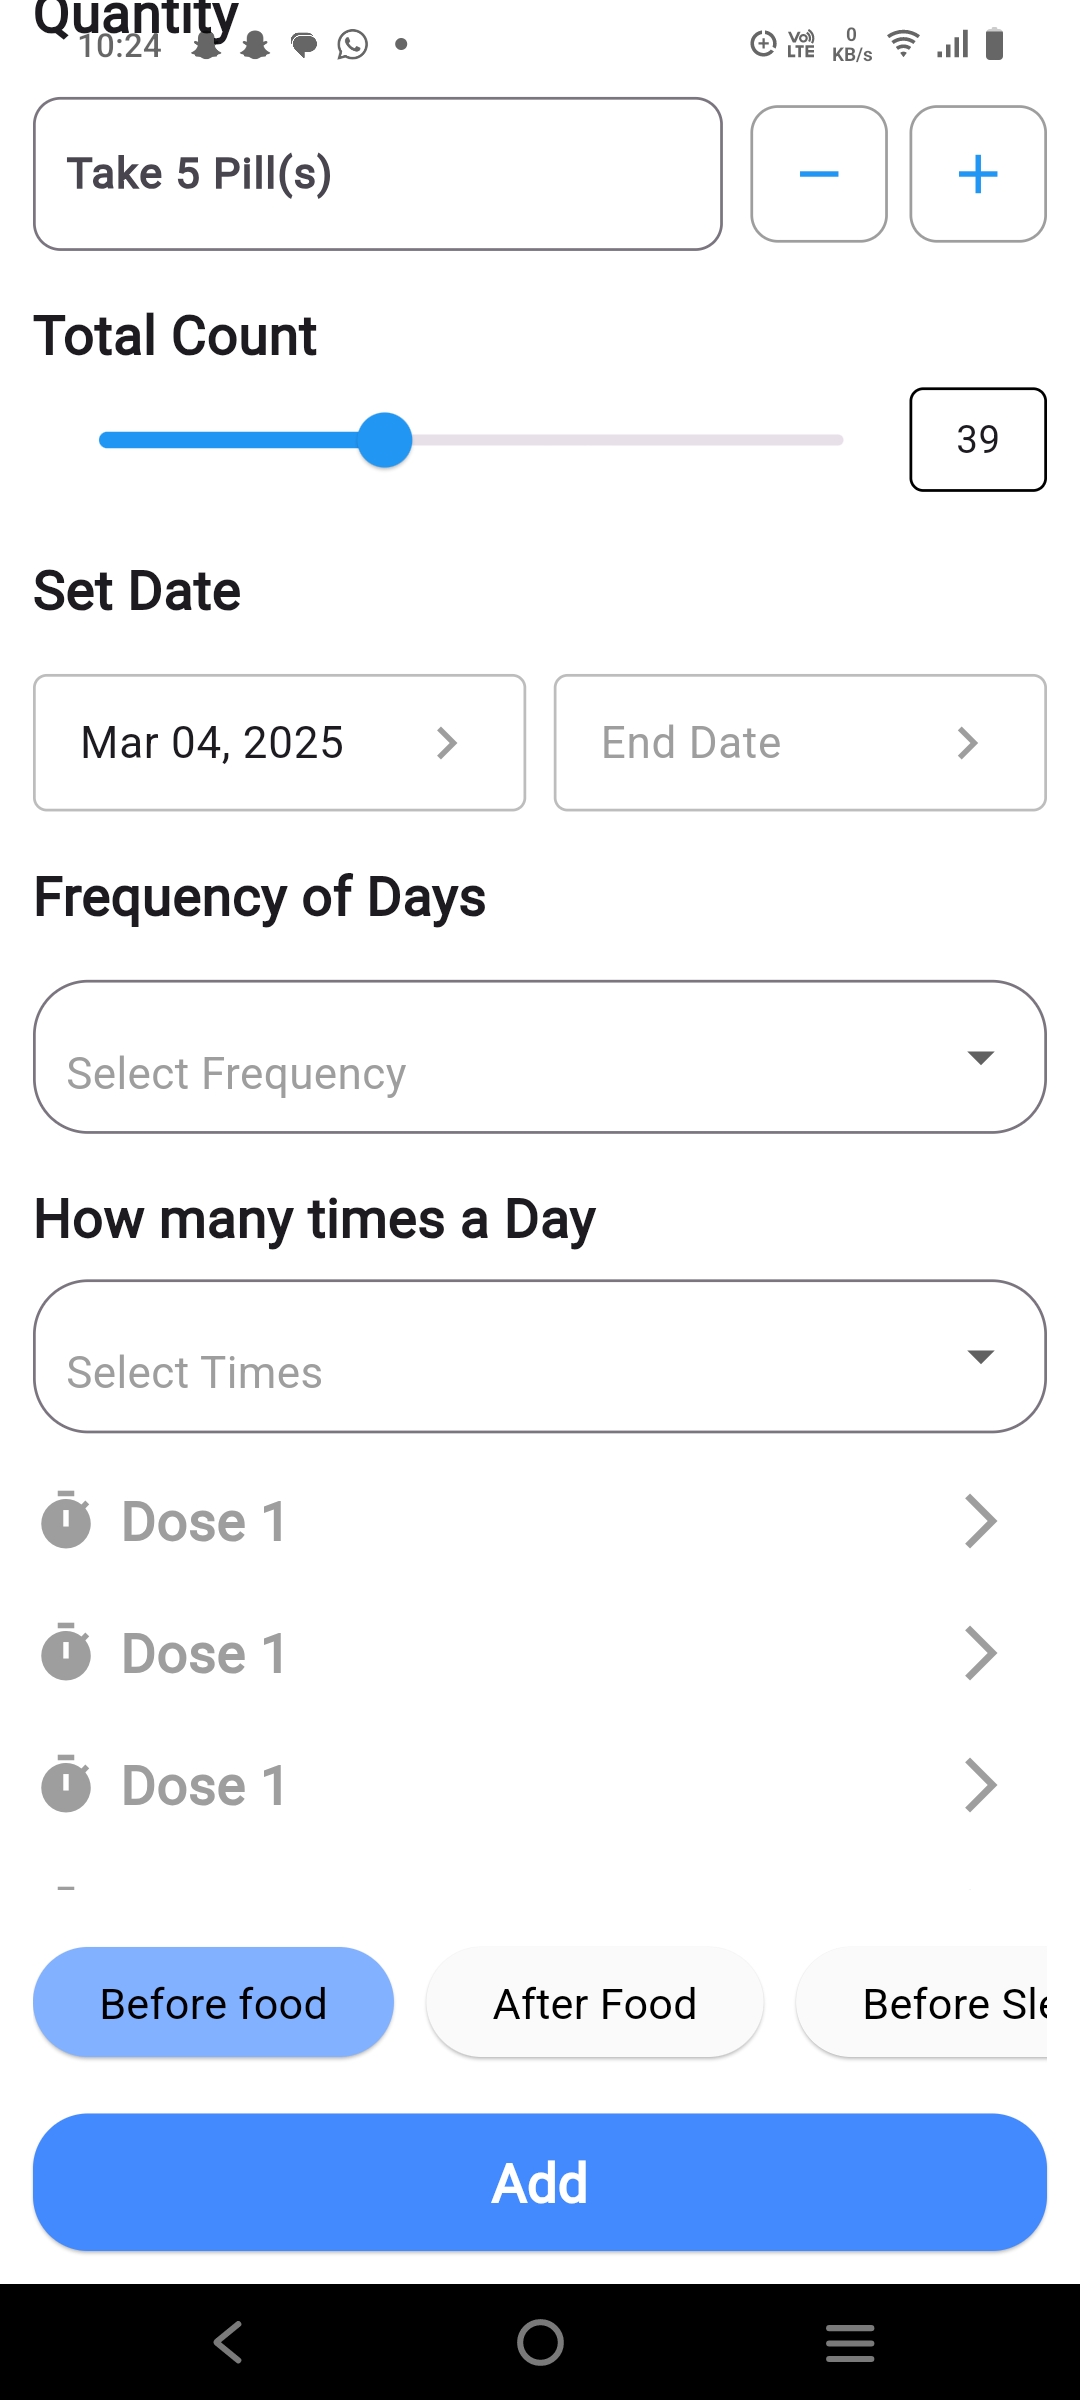 Quantity
10:24
Vo)) LTE
0 KB/s
Take 5 Pill(s)
Total Count
39
Set Date
Mar 04, 2025
End Date
Frequency of Days
Select Frequency
How many times a Day
Select Times
Dose 1
Dose 1
Dose 1
Before food
After Food
Before Sle
Add